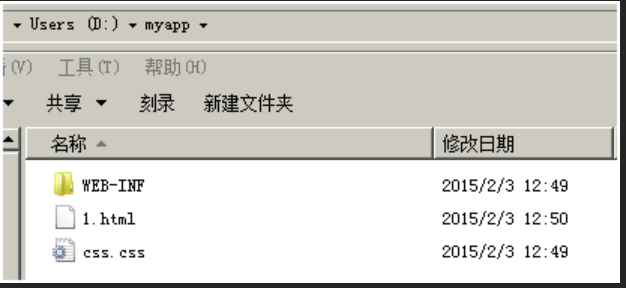 Users (D:) myapp
(V) 工具(T) 帮助(H)
共享 刻录 新建文件夹
名称 修改日期
WEB-INF 2015/2/3 12:49
1.html 2015/2/3 12:50
css.css 2015/2/3 12:49